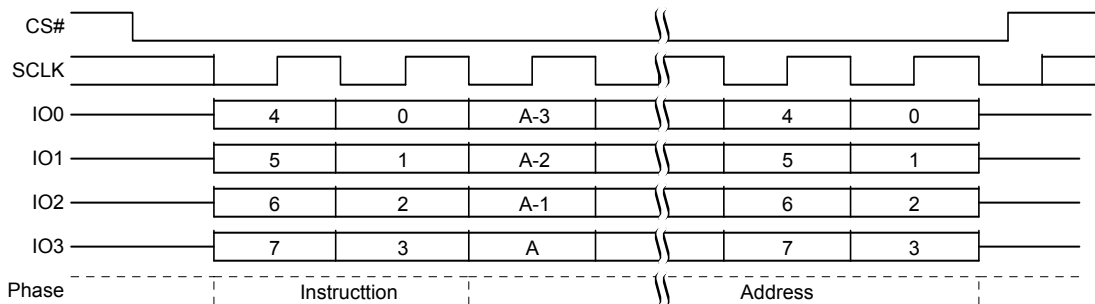 CS#
SCLK
IO0 4 0 A-3 4 0
IO1 5 1 A-2 5 1
IO2 6 2 A-1 6 2
IO3 7 3 A 7 3
Phase Instructtion Address